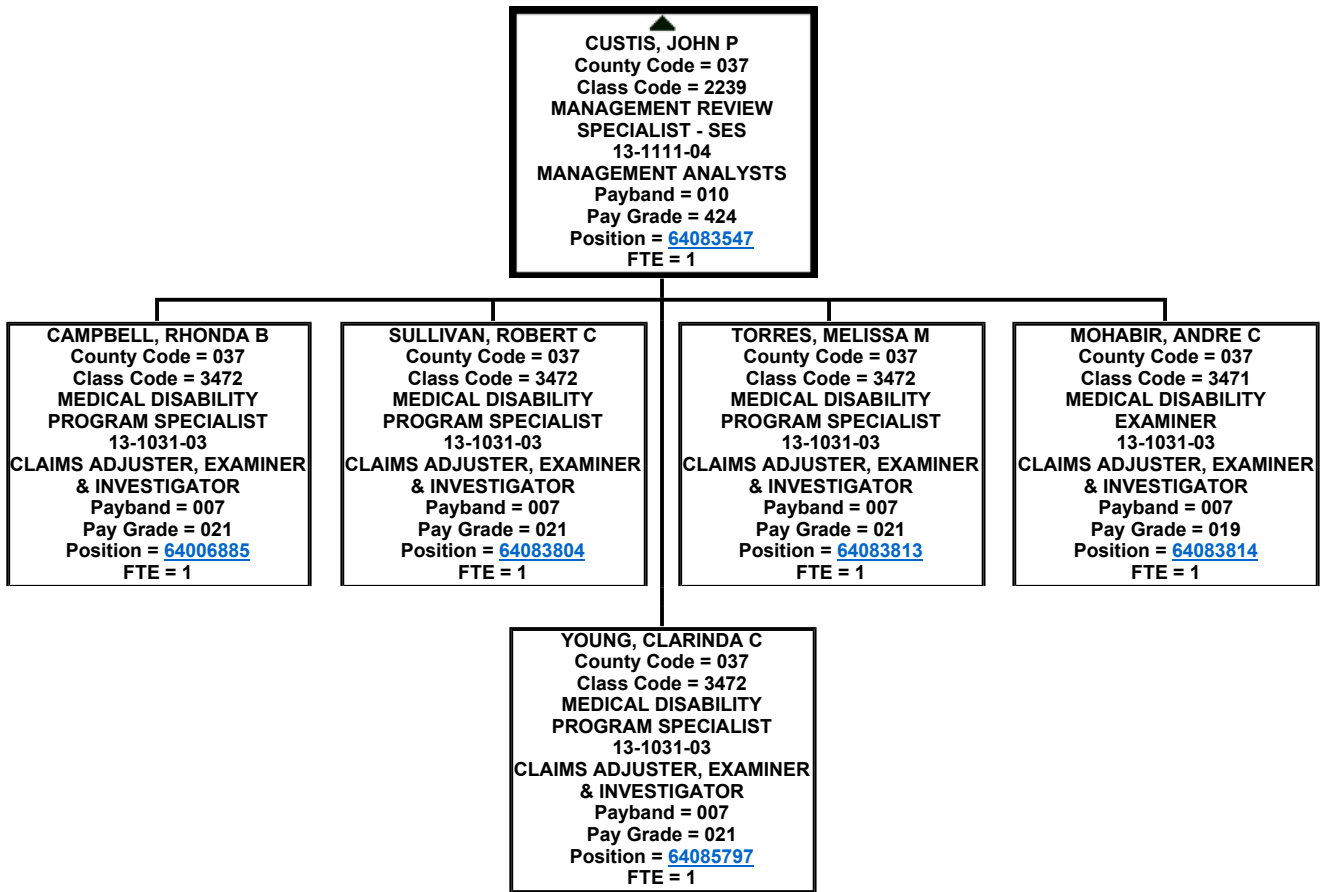 CUSTIS, JOHN P
County Code = 037
Class Code = 2239
MANAGEMENT REVIEW
SPECIALIST - SES
13-1111-04
MANAGEMENT ANALYSTS
Payband = 010
Pay Grade = 424
Position = 64083547
FTE = 1
CAMPBELL, RHONDA B
County Code = 037
Class Code = 3472
MEDICAL DISABILITY
PROGRAM SPECIALIST
13-1031-03
CLAIMS ADJUSTER, EXAMINER
& INVESTIGATOR
Payband = 007
Pay Grade = 021
Position = 64006885
FTE = 1
SULLIVAN, ROBERT C
County Code = 037
Class Code = 3472
MEDICAL DISABILITY
PROGRAM SPECIALIST
13-1031-03
CLAIMS ADJUSTER, EXAMINER
& INVESTIGATOR
Payband = 007
Pay Grade = 021
Position = 64083804
FTE = 1
TORRES, MELISSA M
County Code = 037
Class Code = 3472
MEDICAL DISABILITY
PROGRAM SPECIALIST
13-1031-03
CLAIMS ADJUSTER, EXAMINER
& INVESTIGATOR
Payband = 007
Pay Grade = 021
Position = 64083813
FTE = 1
MOHABIR, ANDRE C
County Code = 037
Class Code = 3471
MEDICAL DISABILITY
EXAMINER
13-1031-03
CLAIMS ADJUSTER, EXAMINER
& INVESTIGATOR
Payband = 007
Pay Grade = 019
Position = 64083814
FTE = 1
YOUNG, CLARINDA C
County Code = 037
Class Code = 3472
MEDICAL DISABILITY
PROGRAM SPECIALIST
13-1031-03
CLAIMS ADJUSTER, EXAMINER
& INVESTIGATOR
Payband = 007
Pay Grade = 021
Position = 64085797
FTE = 1